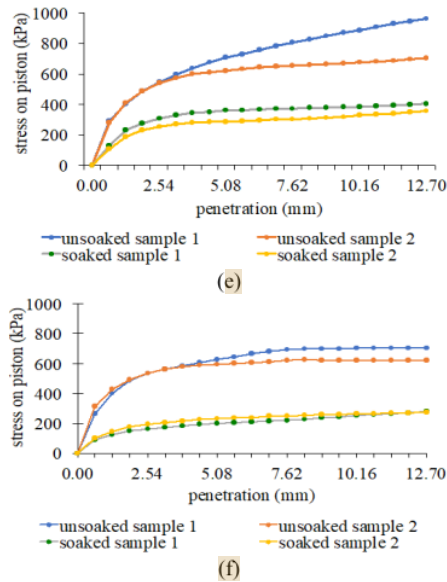 1000
800
600
400
200
0
stress on piston (kPa)
0.00 2.54 5.08 7.62 10.16 12.70
penetration (mm)
unsoaked sample 1 unsoaked sample 2
soaked sample 1 soaked sample 2
(e)
1000
800
600
400
200
0
stress on piston (kPa)
0.00 2.54 5.08 7.62 10.16 12.70
penetration (mm)
unsoaked sample 1 unsoaked sample 2
soaked sample 1 soaked sample 2
(f)